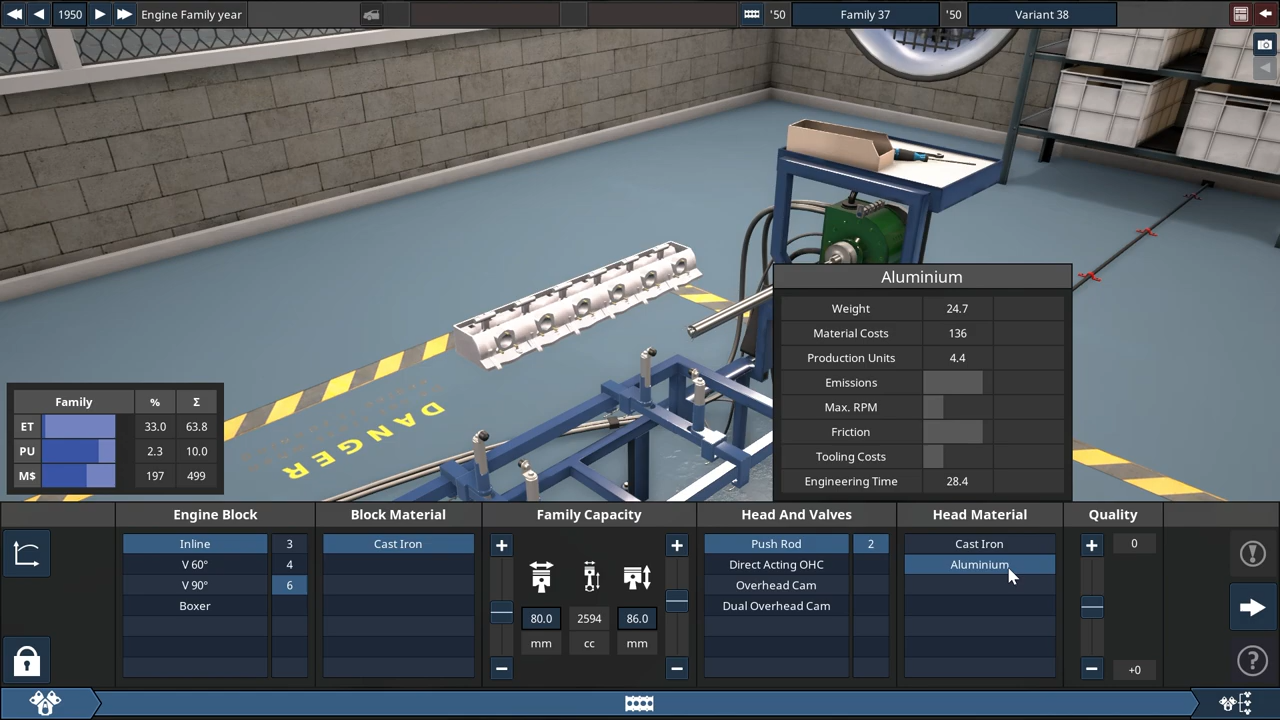 1950 Engine Family year '50 Family 37 '50 Variant 38
DANGER
Aluminium
Weight 24.7
Material Costs 136
Production Units 4.4
Emissions
Max. RPM
Friction
Tooling Costs
Engineering Time 28.4
Family % Σ
ET 33.0 63.8
PU 2.3 10.0
M$ 197 499
Engine Block Block Material Family Capacity Head And Valves Head Material Quality
Inline 3 Cast Iron Push Rod 2 Cast Iron 0
V 60° 4 Direct Acting OHC Aluminium
V 90° 6 Overhead Cam
Boxer Dual Overhead Cam
80.0 2594 86.0
mm cc mm
+0